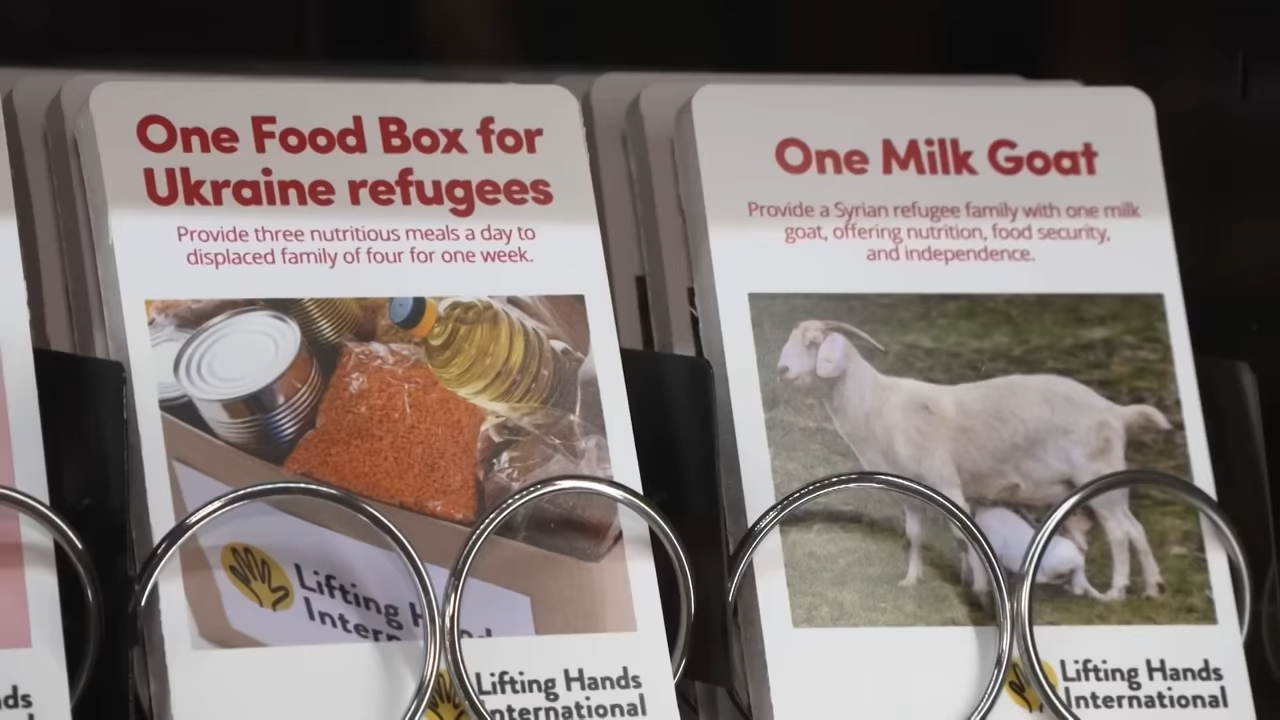 One Food Box for
Ukraine refugees
Provide three nutritious meals a day to
displaced family of four for one week.
Lifting
Lifting Hands
International
One Milk Goat
Provide a Syrian refugee family with one milk
goat, offering nutrition, food security,
and independence.
Lifting Hands
International